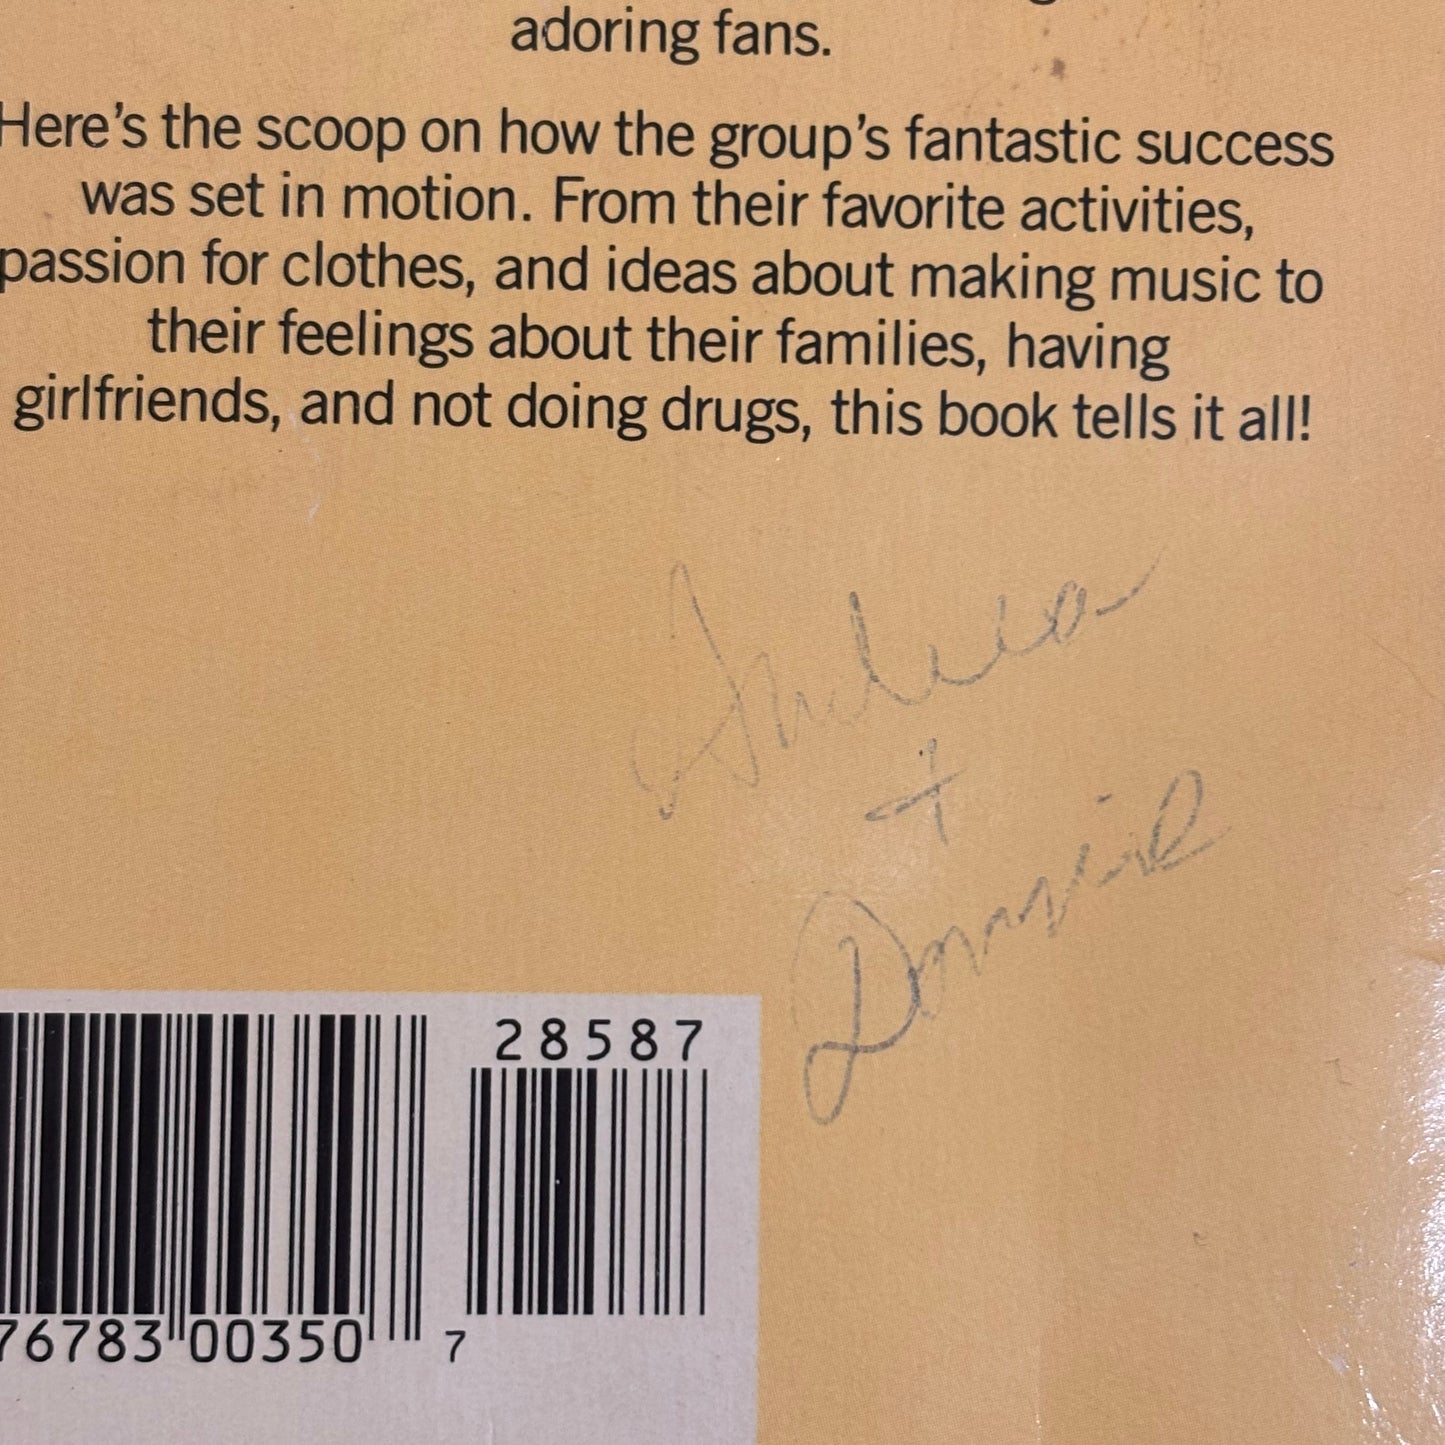 adoring fans.
Here's the scoop on how the group's fantastic success
was set in motion. From their favorite activities,
passion for clothes, and ideas about making music to
their feelings about their families, having
girlfriends, and not doing drugs, this book tells it all!
Andrea
+
28587
76783 00350 7